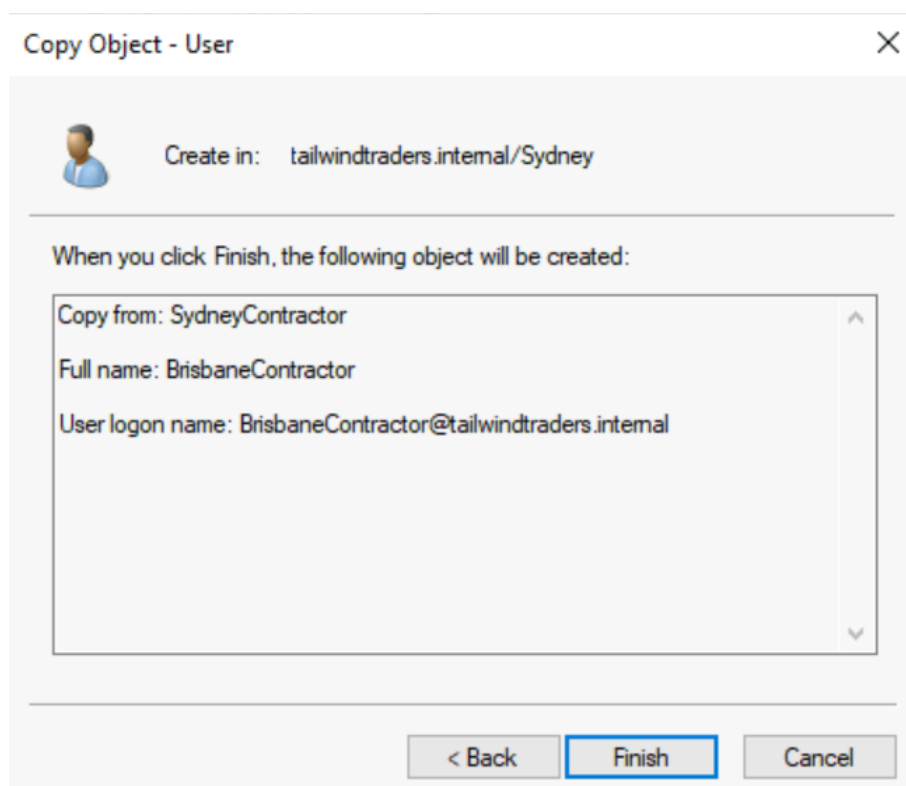 Copy Object - User
Create in: tailwindtraders.internal/Sydney
When you click Finish, the following object will be created:
Copy from: SydneyContractor
Full name: BrisbaneContractor
User logon name: BrisbaneContractor@tailwindtraders.internal
< Back Finish Cancel